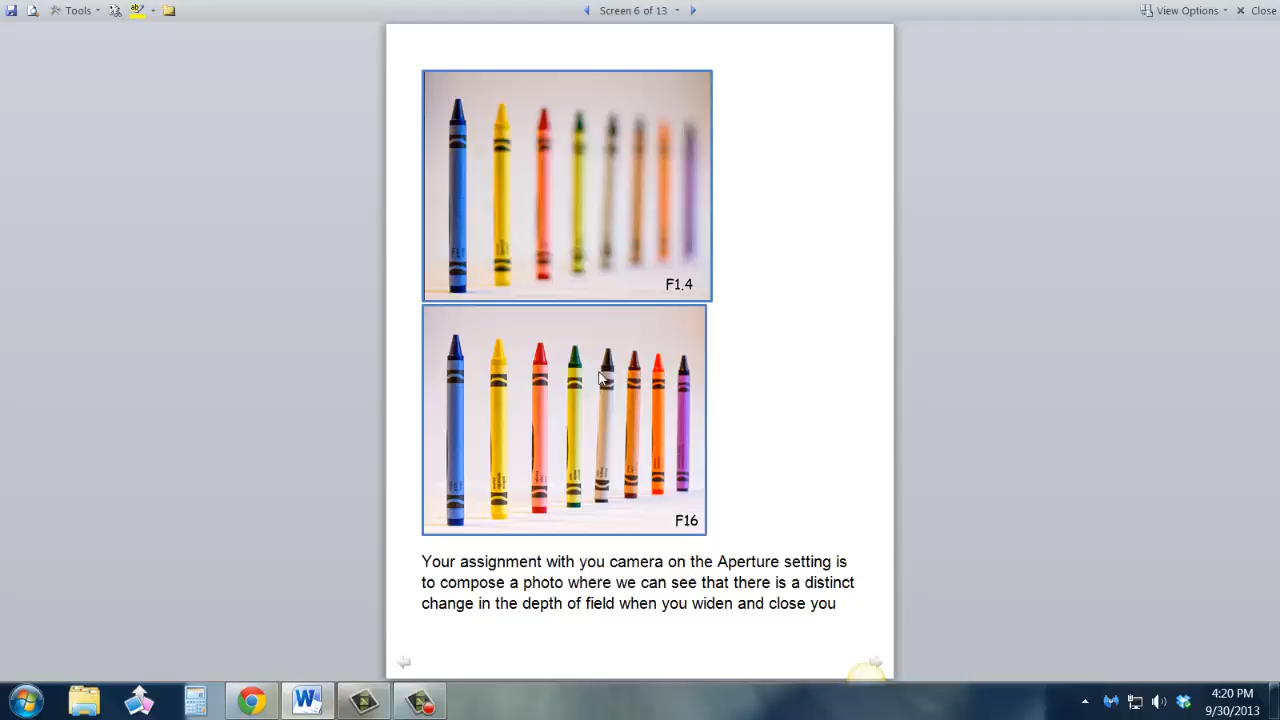 Tools
Screen 6 of 13
View Options
Close
F1.4
F16
Your assignment with you camera on the Aperture setting is
to compose a photo where we can see that there is a distinct
change in the depth of field when you widen and close you
4:20 PM
9/30/2013